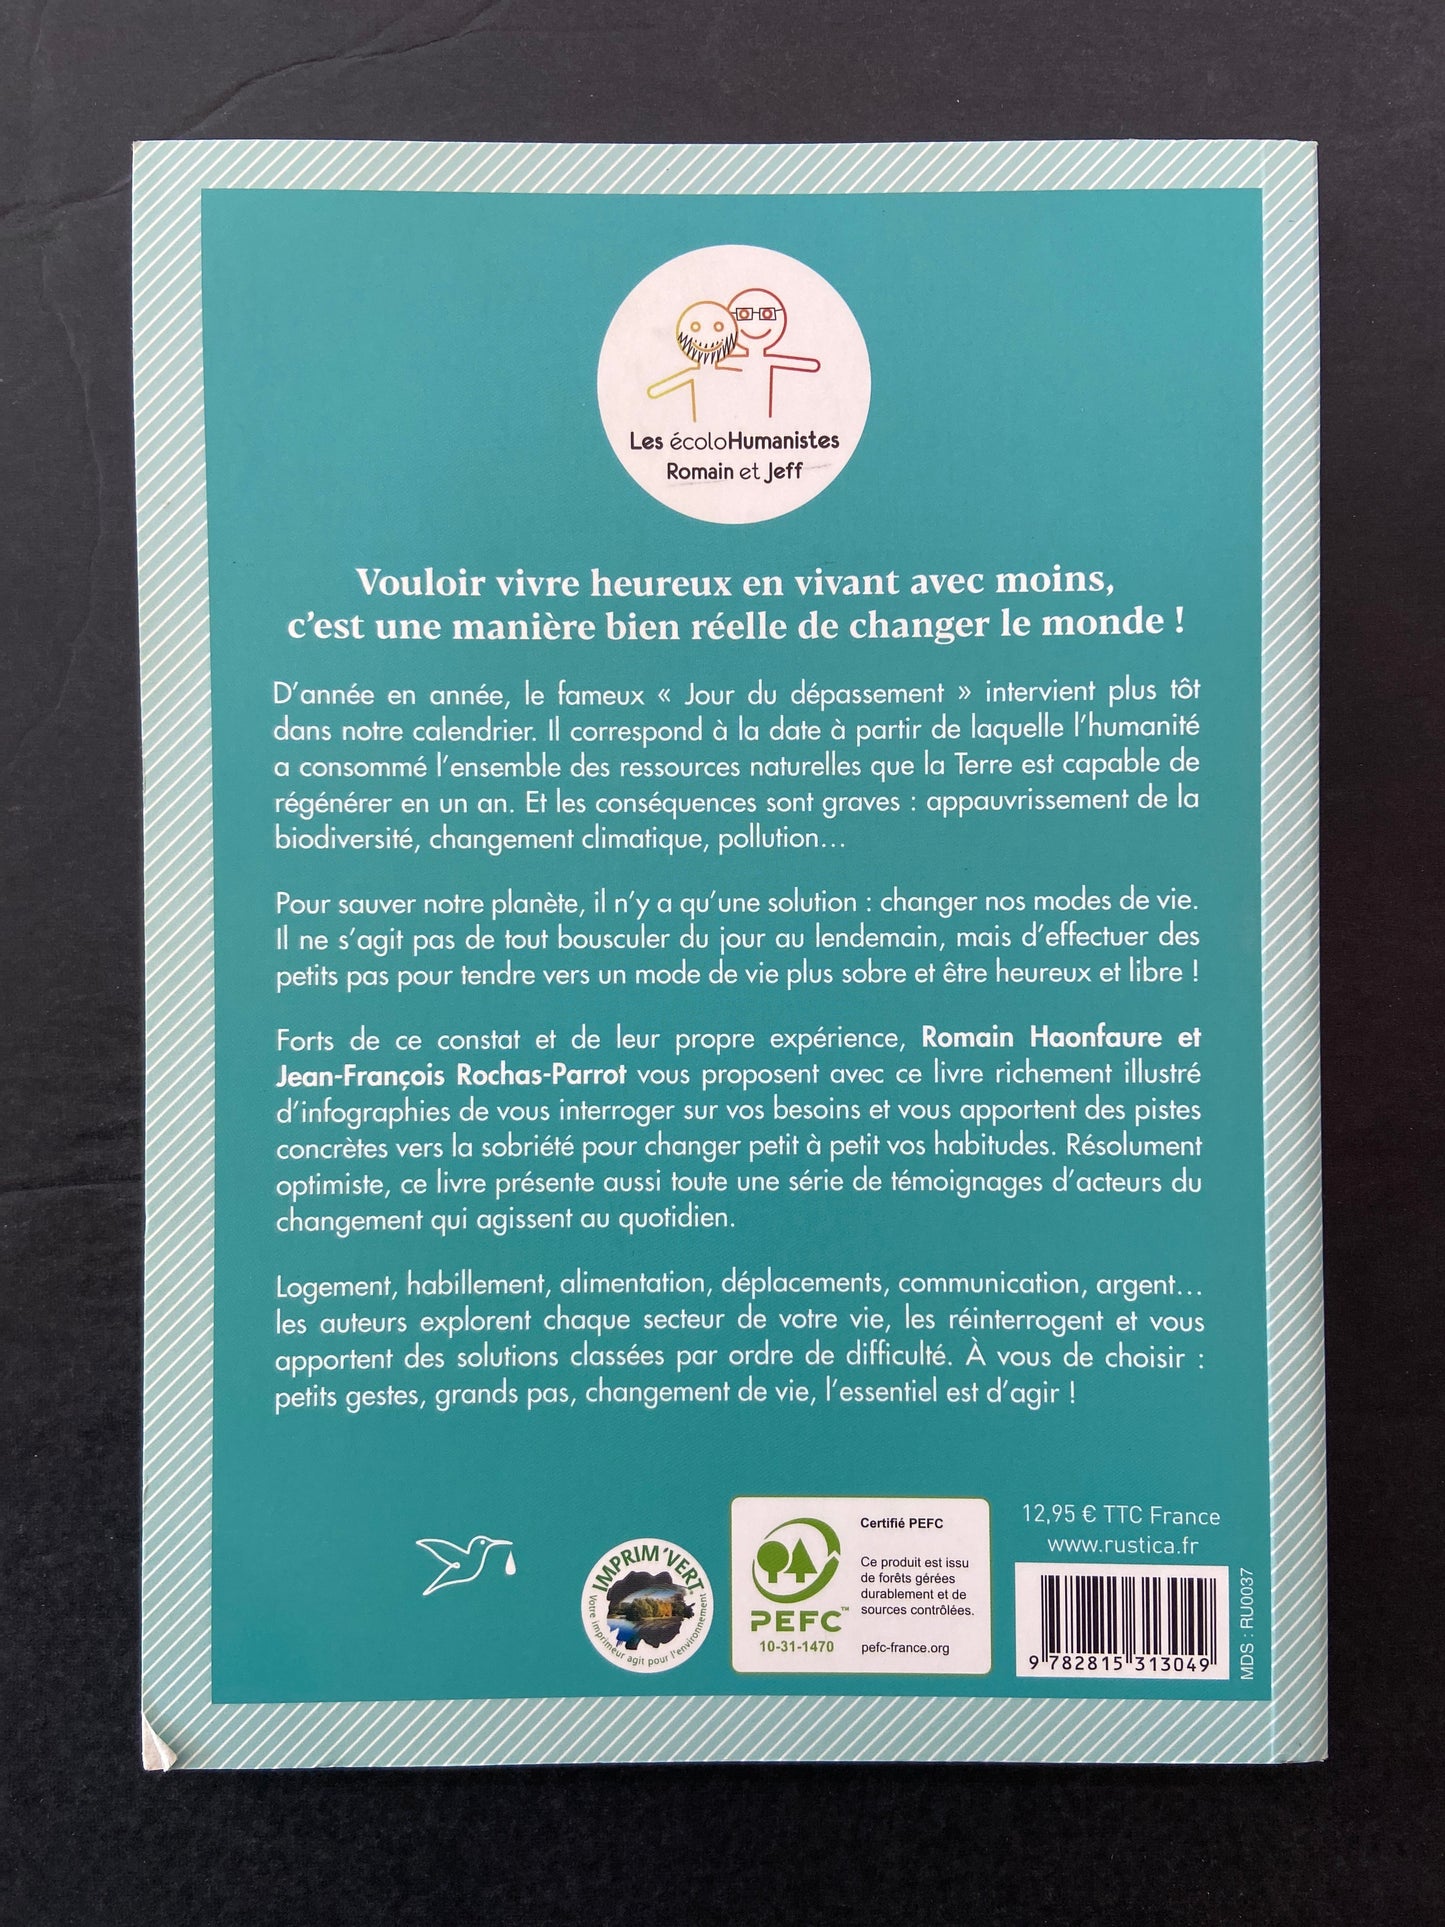 Les écoloHumanistes
Romain et Jeff
Vouloir vivre heureux en vivant avec moins,
c’est une manière bien réelle de changer le monde !
D’année en année, le fameux « Jour du dépassement » intervient plus tôt
dans notre calendrier. Il correspond à la date à partir de laquelle l’humanité
a consommé l’ensemble des ressources naturelles que la Terre est capable de
régénérer en un an. Et les conséquences sont graves : appauvrissement de la
biodiversité, changement climatique, pollution…
Pour sauver notre planète, il n’y a qu’une solution : changer nos modes de vie.
Il ne s’agit pas de tout bousculer du jour au lendemain, mais d’effectuer des
petits pas pour tendre vers un mode de vie plus sobre et être heureux et libre !
Forts de ce constat et de leur propre expérience, Romain Haonfaure et
Jean-François Rochas-Parrot vous proposent avec ce livre richement illustré
d’infographies de vous interroger sur vos besoins et vous apportent des pistes
concrètes vers la sobriété pour changer petit à petit vos habitudes. Résolument
optimiste, ce livre présente aussi toute une série de témoignages d’acteurs du
changement qui agissent au quotidien.
Logement, habillement, alimentation, déplacements, communication, argent…
les auteurs explorent chaque secteur de votre vie, les réinterrogent et vous
apportent des solutions classées par ordre de difficulté. À vous de choisir :
petits gestes, grands pas, changement de vie, l’essentiel est d’agir !
IMPRIM’VERT®
Votre imprimeur agit pour l’environnement
PEFC™
10-31-1470
Certifié PEFC
Ce produit est issu
de forêts gérées
durablement et de
sources contrôlées.
pefc-france.org
12,95 € TTC France
www.rustica.fr
9 782815 313049
MDS : RU0037